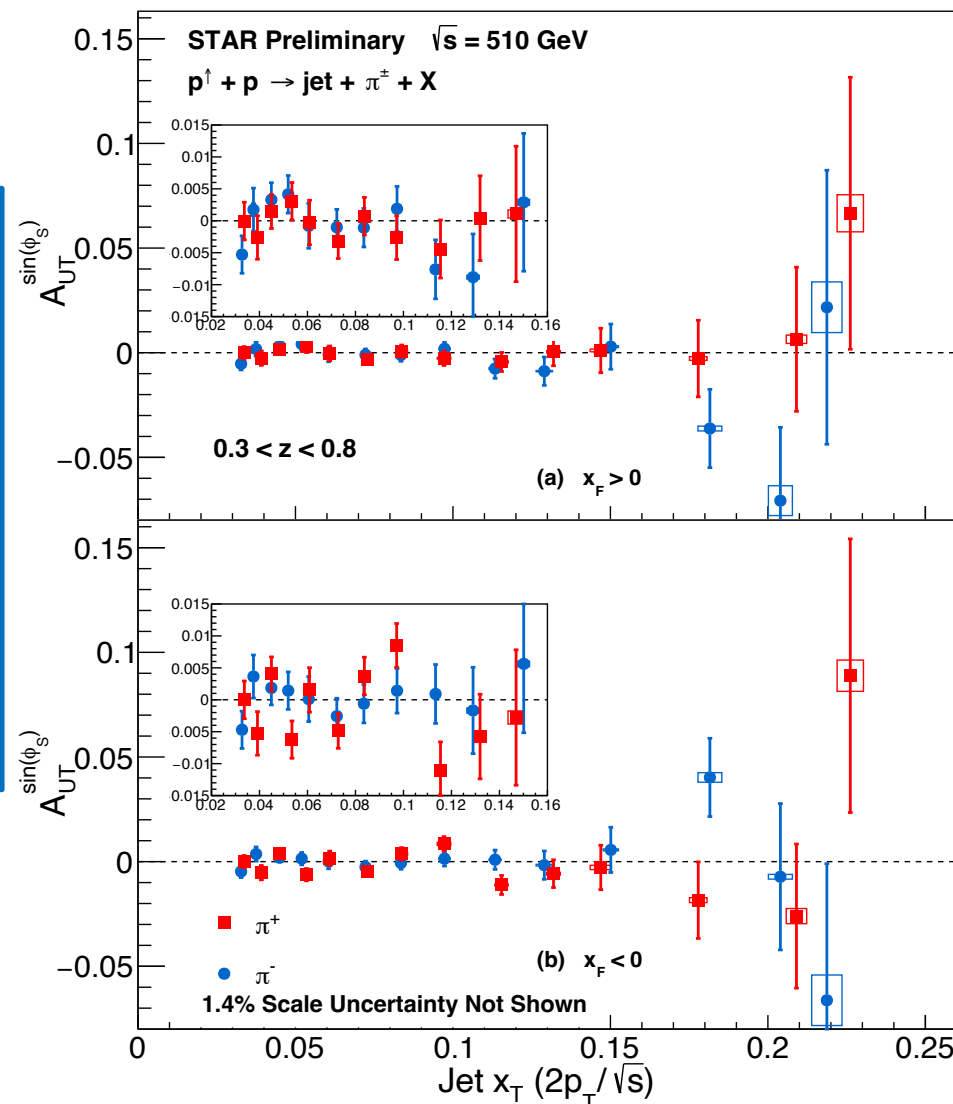 0.15
STAR Preliminary √s = 510 GeV
p↑ + p → jet + π± + X
0.015
0.01
0.005
0
−0.005
−0.01
−0.015
0.02 0.04 0.06 0.08 0.1 0.12 0.14 0.16
0.1
0.05
0
−0.05
A_UT^sin(φ_S)
0.3 < z < 0.8
(a) x_F > 0
0.15
0.015
0.01
0.005
0
−0.005
−0.01
−0.015
0.02 0.04 0.06 0.08 0.1 0.12 0.14 0.16
0.1
0.05
0
−0.05
A_UT^sin(φ_S)
π+
π-
(b) x_F < 0
1.4% Scale Uncertainty Not Shown
0 0.05 0.1 0.15 0.2 0.25
Jet x_T (2p_T/√s)